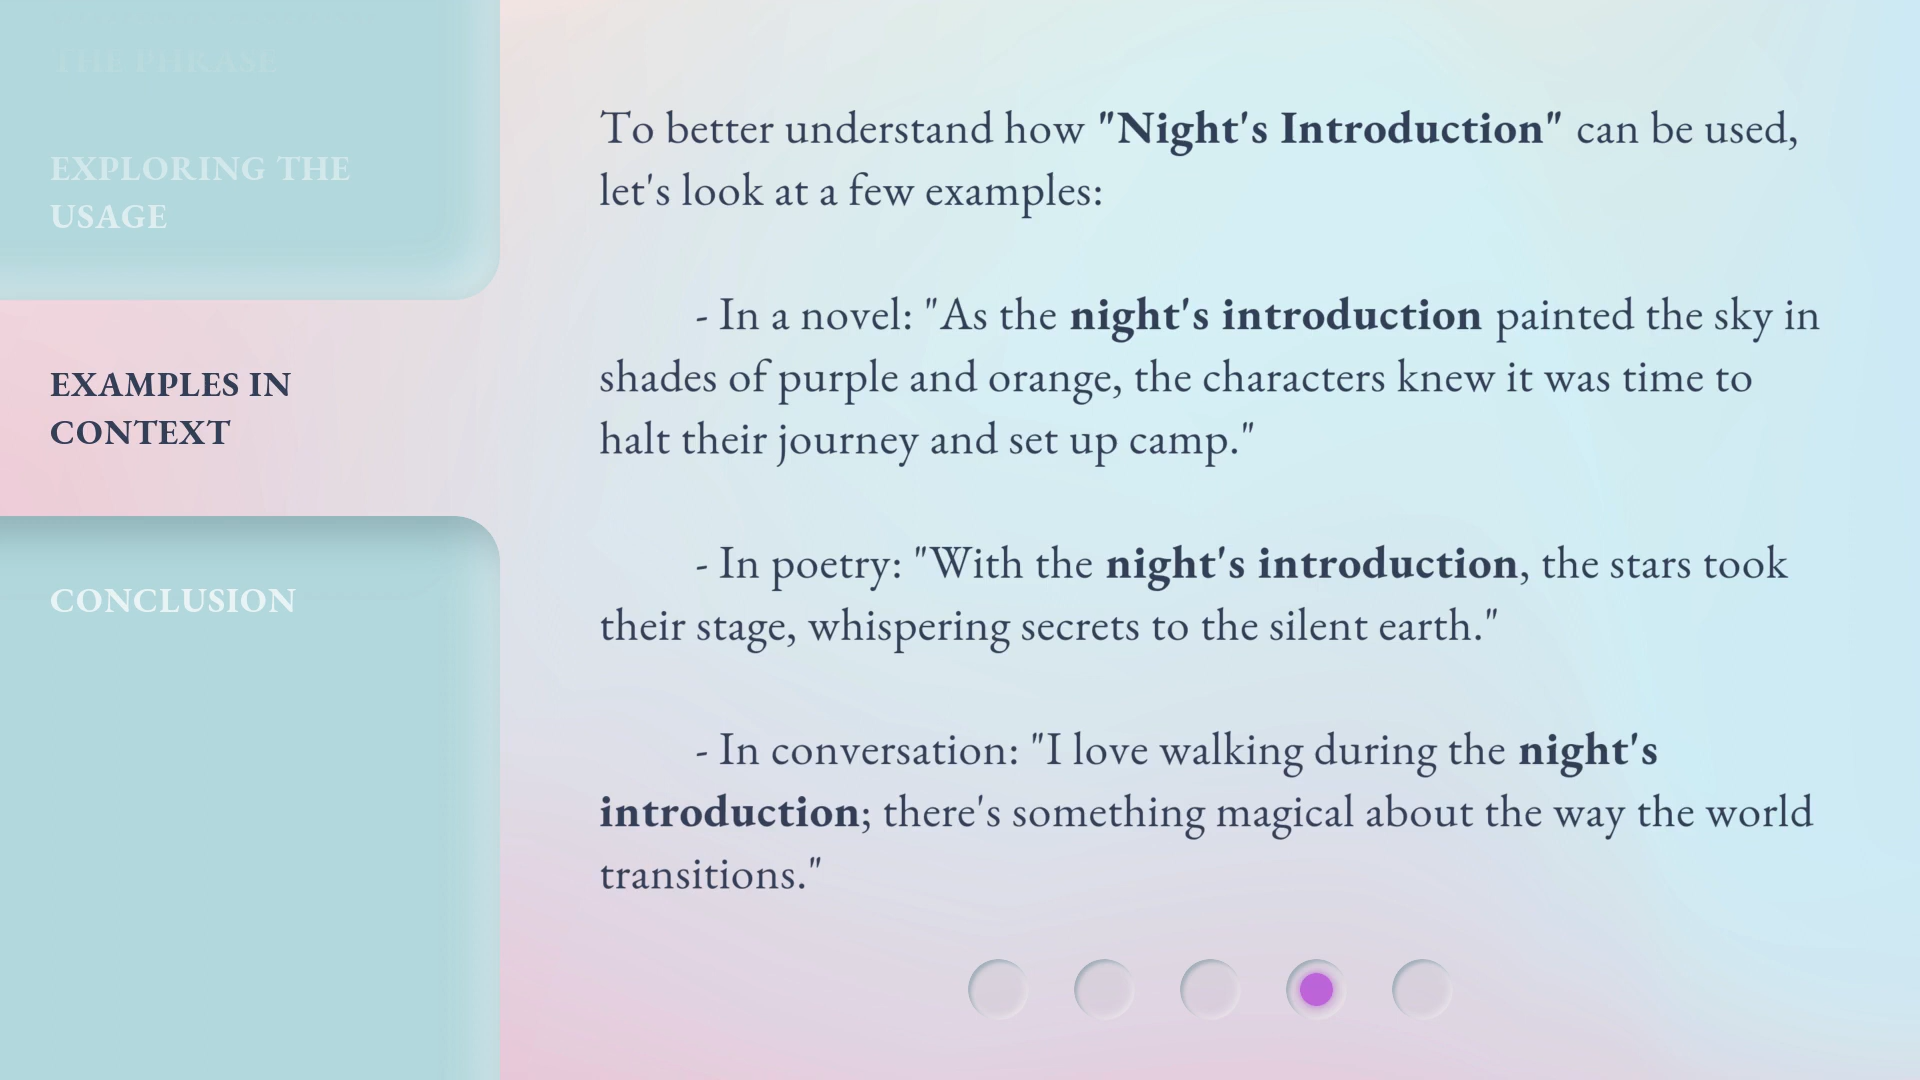 THE PHRASE
EXPLORING THE
USAGE
EXAMPLES IN
CONTEXT
CONCLUSION
To better understand how "Night's Introduction" can be used,
let's look at a few examples:
- In a novel: "As the night's introduction painted the sky in
shades of purple and orange, the characters knew it was time to
halt their journey and set up camp."
- In poetry: "With the night's introduction, the stars took
their stage, whispering secrets to the silent earth."
- In conversation: "I love walking during the night's
introduction; there's something magical about the way the world
transitions."